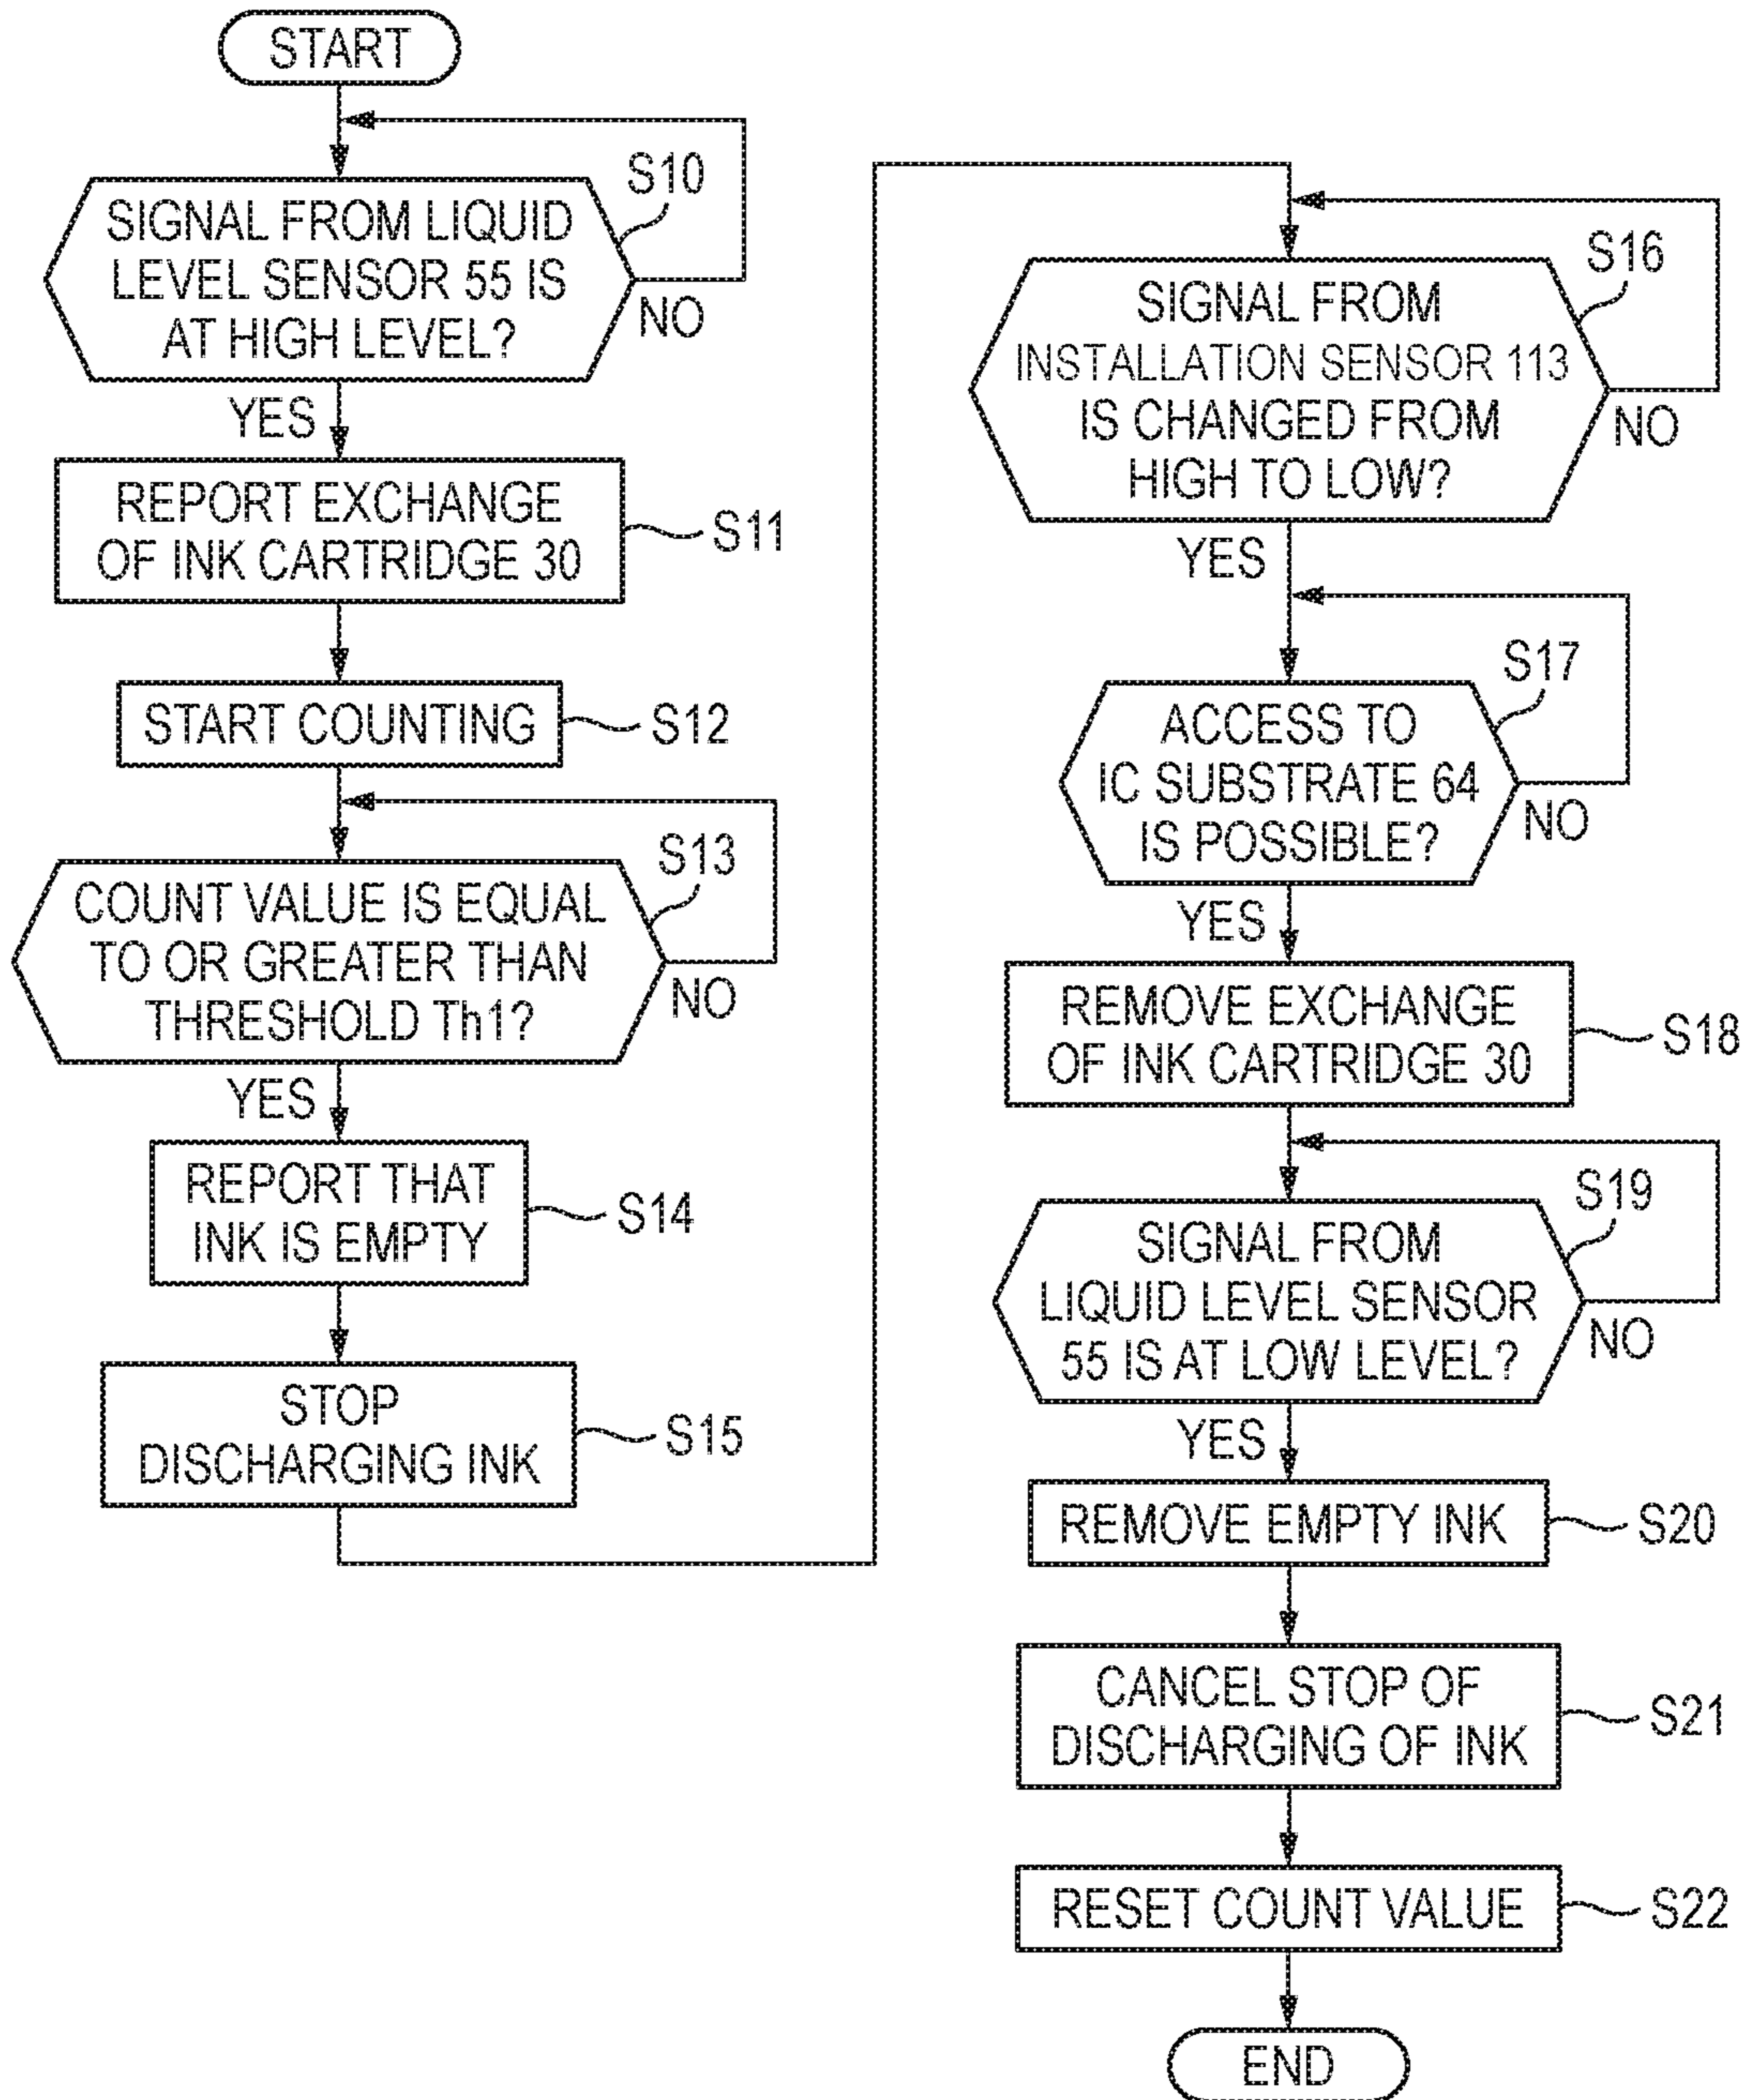 START
S10
SIGNAL FROM LIQUID
LEVEL SENSOR 55 IS
AT HIGH LEVEL?
NO
YES
REPORT EXCHANGE
OF INK CARTRIDGE 30
S11
START COUNTING
S12
S13
COUNT VALUE IS EQUAL
TO OR GREATER THAN
THRESHOLD Th1?
NO
YES
REPORT THAT
INK IS EMPTY
S14
STOP
DISCHARGING INK
S15
S16
SIGNAL FROM
INSTALLATION SENSOR 113
IS CHANGED FROM
HIGH TO LOW?
NO
YES
S17
ACCESS TO
IC SUBSTRATE 64
IS POSSIBLE?
NO
YES
REMOVE EXCHANGE
OF INK CARTRIDGE 30
S18
S19
SIGNAL FROM
LIQUID LEVEL SENSOR
55 IS AT LOW LEVEL?
NO
YES
REMOVE EMPTY INK
S20
CANCEL STOP OF
DISCHARGING OF INK
S21
RESET COUNT VALUE
S22
END